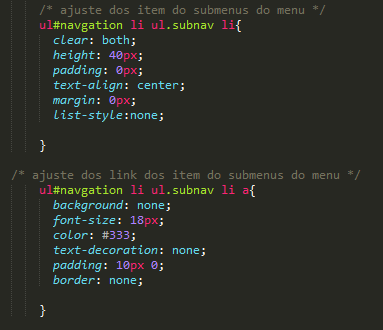 /* ajuste dos item do submenus do menu */
ul#navgation li ul.subnav li{
clear: both;
height: 40px;
padding: 0px;
text-align: center;
margin: 0px;
list-style:none;
}
/* ajuste dos link dos item do submenus do menu */
ul#navgation li ul.subnav li a{
background: none;
font-size: 18px;
color: #333;
text-decoration: none;
padding: 10px 0;
border: none;
}